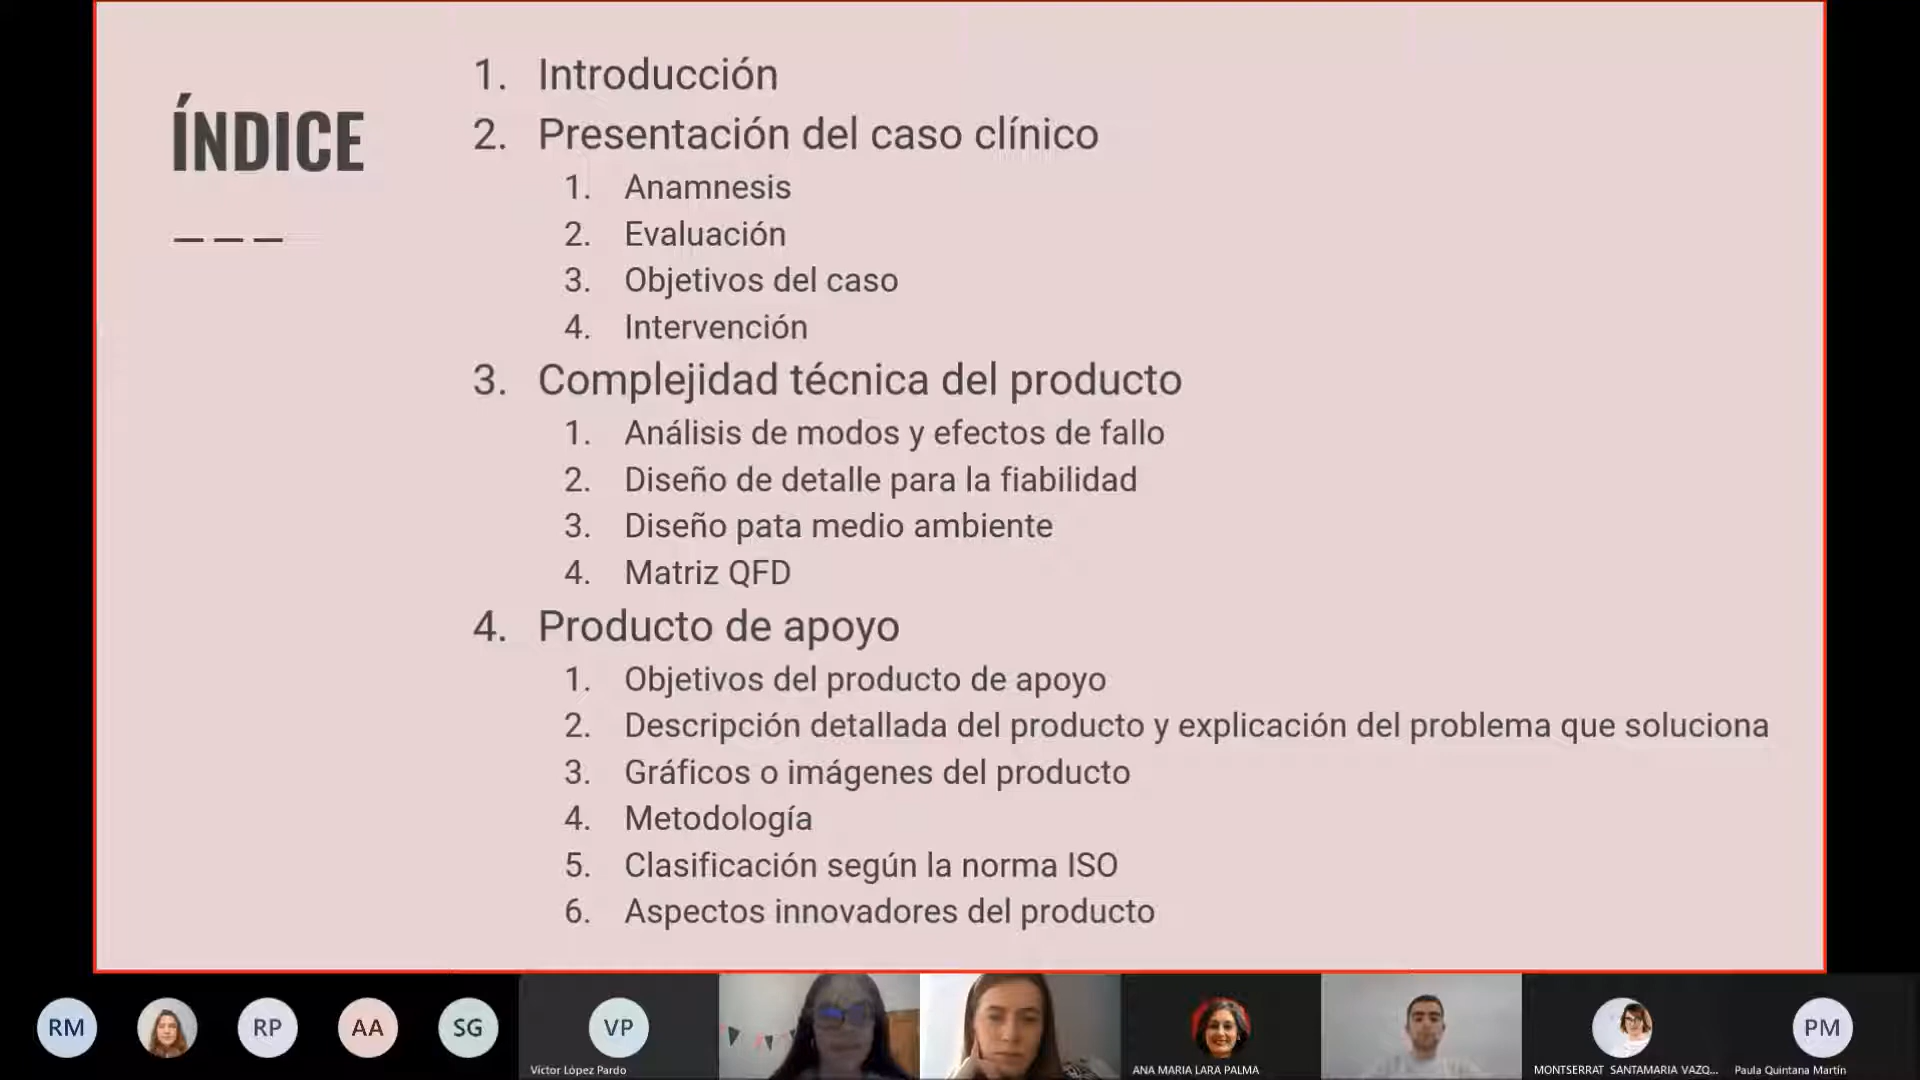 ÍNDICE
1. Introducción
2. Presentación del caso clínico
1. Anamnesis
2. Evaluación
3. Objetivos del caso
4. Intervención
3. Complejidad técnica del producto
1. Análisis de modos y efectos de fallo
2. Diseño de detalle para la fiabilidad
3. Diseño pata medio ambiente
4. Matriz QFD
4. Producto de apoyo
1. Objetivos del producto de apoyo
2. Descripción detallada del producto y explicación del problema que soluciona
3. Gráficos o imágenes del producto
4. Metodología
5. Clasificación según la norma ISO
6. Aspectos innovadores del producto
RM RP AA SG VP PM
Víctor López Pardo ANA MARIA LARA PALMA MONTSERRAT SANTAMARIA VAZQ... Paula Quintana Martín